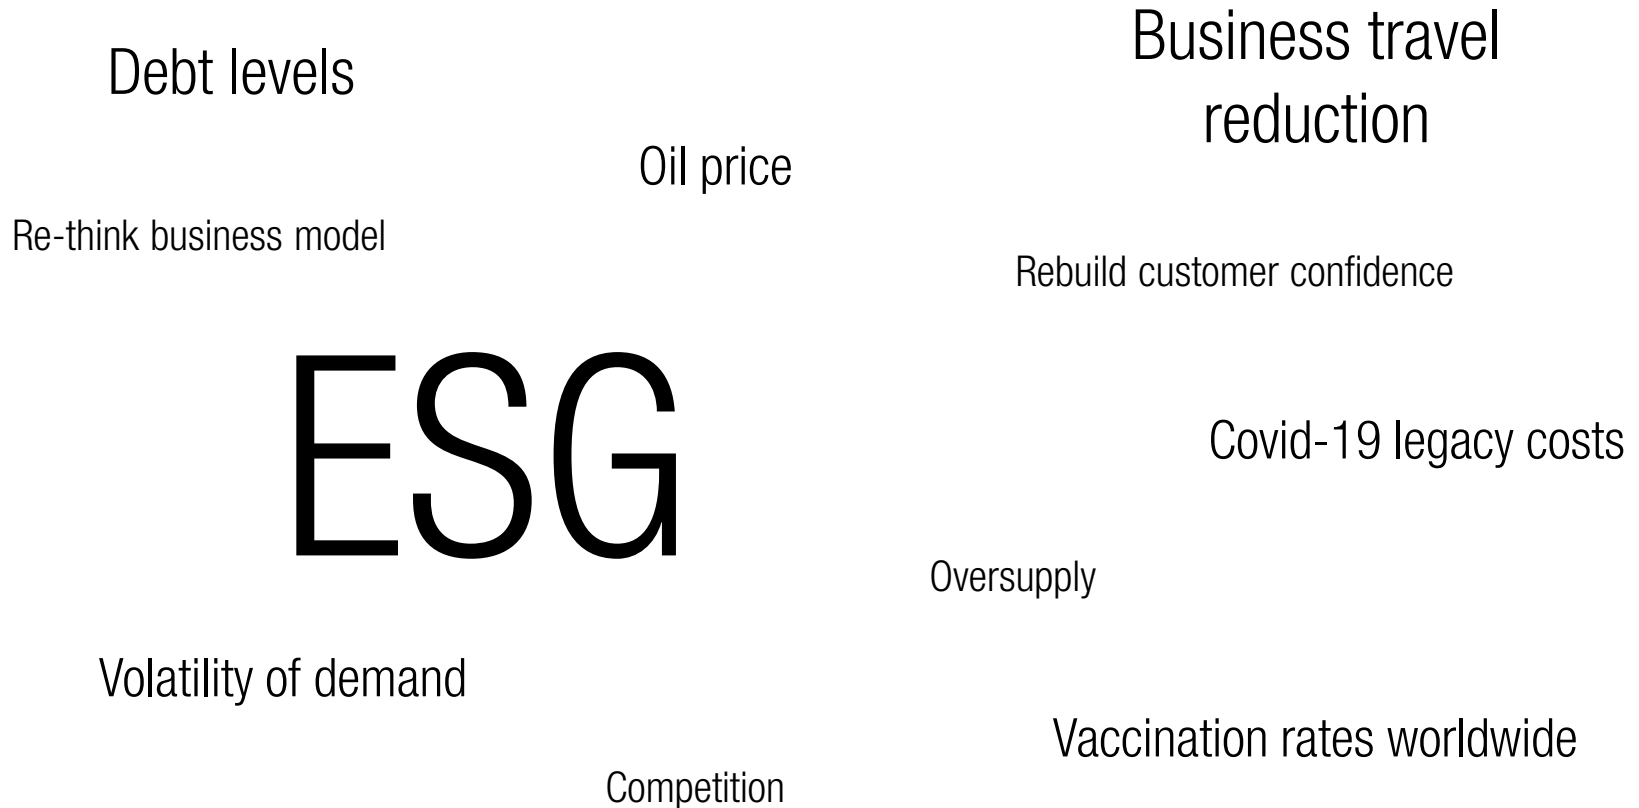 Business travel
reduction
Debt levels
Oil price
Re-think business model
Rebuild customer confidence
ESG
Covid-19 legacy costs
Oversupply
Volatility of demand
Vaccination rates worldwide
Competition